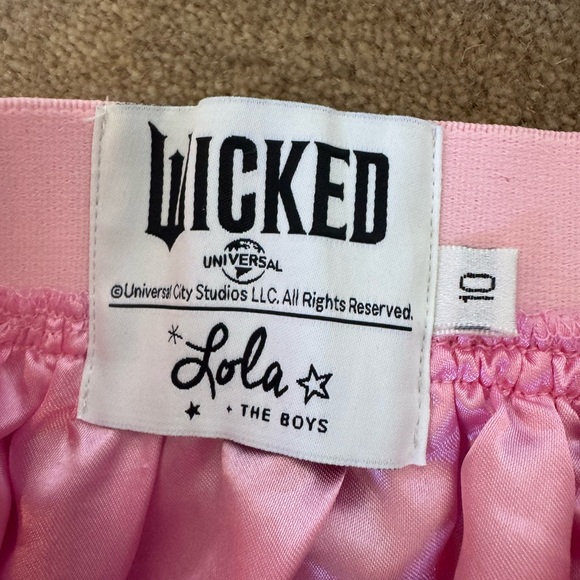 WICKED
UNIVERSAL
©Universal City Studios LLC. All Rights Reserved.
Lola
+ THE BOYS
10